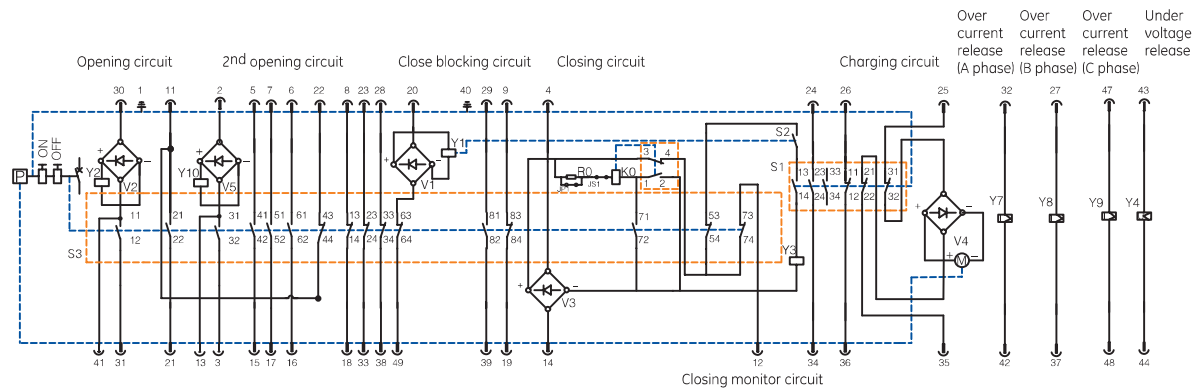 Over current release (A phase)
Over current release (B phase)
Over current release (C phase)
Under voltage release
Opening circuit
2nd opening circuit
Close blocking circuit
Closing circuit
Charging circuit
30 1 11 2 5 7 6 22 8 23 28 20 40 29 9 4 24 26 25 32 27 47 43
ON OFF
P
Y2 V2 Y10 V5 V1 Y1
R0 JS1 K0
3 4
1 2
S2
S1
13 23 33 11 21 31
14 24 34 12 22 32
+ − + − + −
S3
11 21 31 41 51 61 43 13 23 33 63 81 83 71 53 73
12 22 32 42 52 62 44 14 24 34 64 82 84 72 54 74
Y3
+ − V3
+ − V4
+ M −
Y7 Y8 Y9 Y4
41 31 21 13 3 15 17 16 18 33 38 49 39 19 14 12 34 36 35 42 37 48 44
Closing monitor circuit